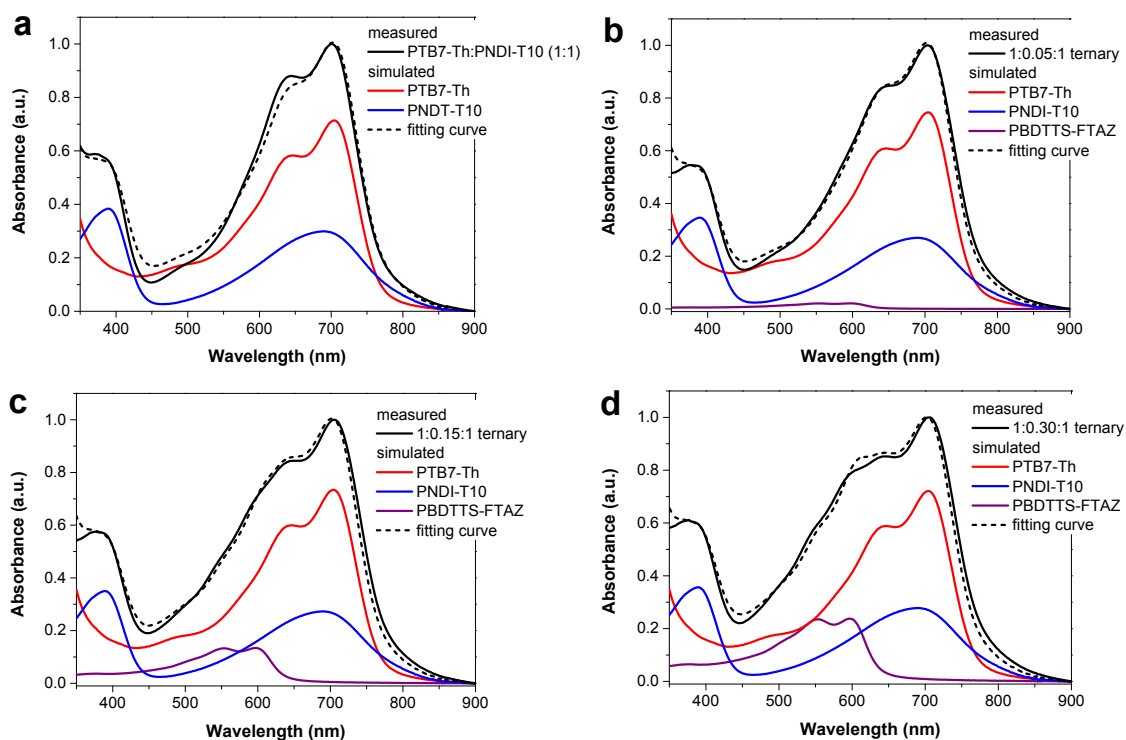 a
measured
PTB7-Th:PNDI-T10 (1:1)
simulated
PTB7-Th
PNDT-T10
fitting curve
1.0
0.8
0.6
0.4
0.2
0.0
Absorbance (a.u.)
400 500 600 700 800 900
Wavelength (nm)
b
measured
1:0.05:1 ternary
simulated
PTB7-Th
PNDI-T10
PBDTTS-FTAZ
fitting curve
1.0
0.8
0.6
0.4
0.2
0.0
Absorbance (a.u.)
400 500 600 700 800 900
Wavelength (nm)
c
measured
1:0.15:1 ternary
simulated
PTB7-Th
PNDI-T10
PBDTTS-FTAZ
fitting curve
1.0
0.8
0.6
0.4
0.2
0.0
Absorbance (a.u.)
400 500 600 700 800 900
Wavelength (nm)
d
measured
1:0.30:1 ternary
simulated
PTB7-Th
PNDI-T10
PBDTTS-FTAZ
fitting curve
1.0
0.8
0.6
0.4
0.2
0.0
Absorbance (a.u.)
400 500 600 700 800 900
Wavelength (nm)